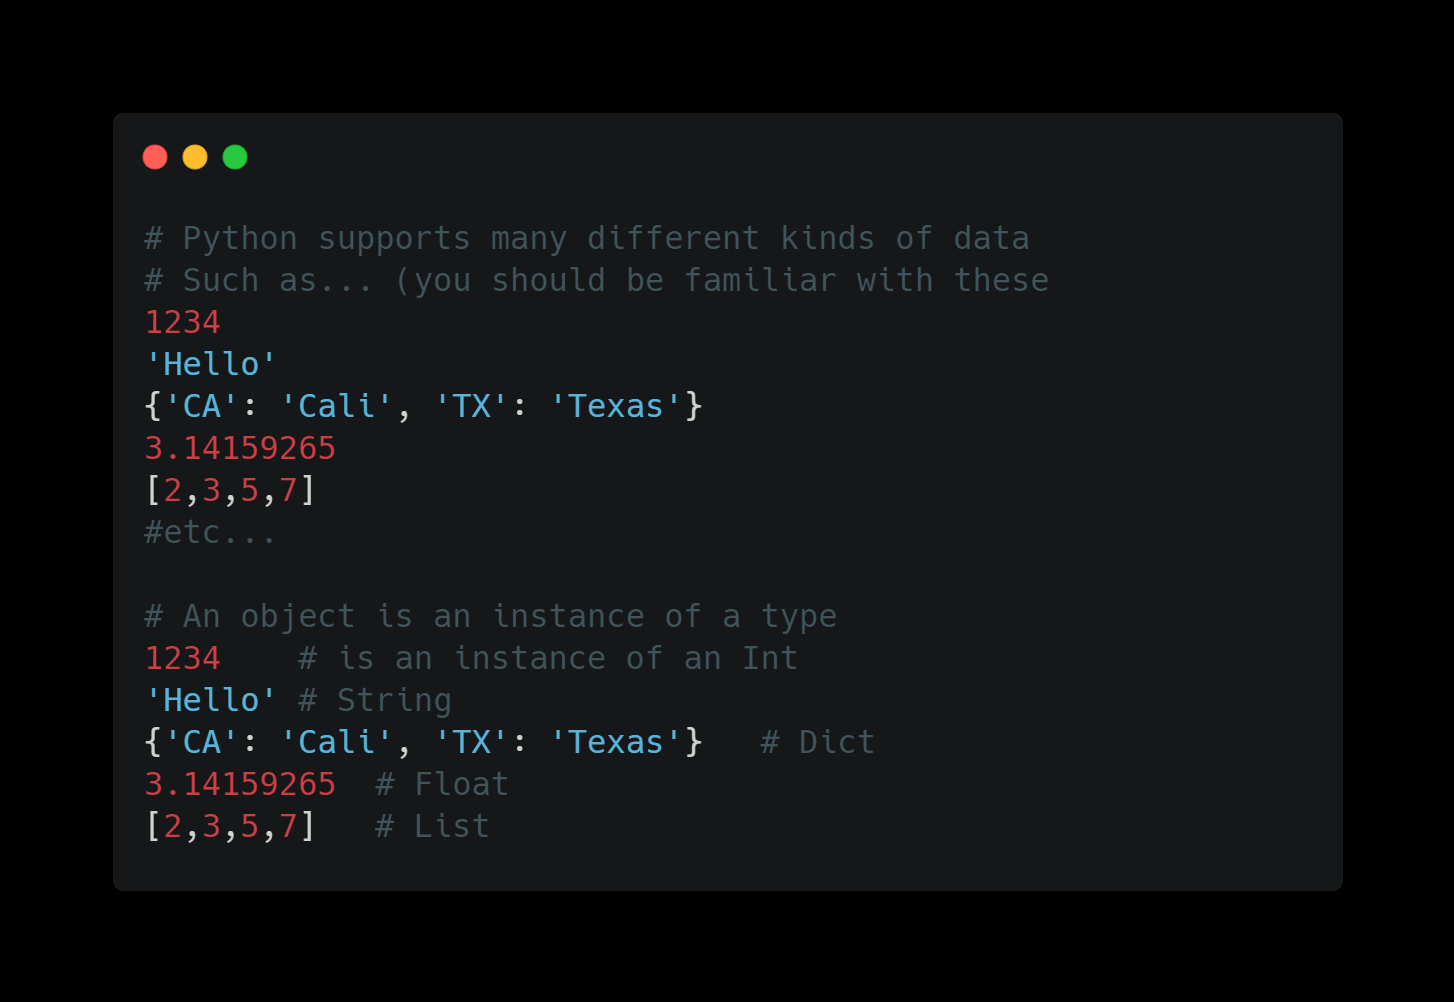 # Python supports many different kinds of data
# Such as... (you should be familiar with these
1234
'Hello'
{'CA': 'Cali', 'TX': 'Texas'}
3.14159265
[2,3,5,7]
#etc...

# An object is an instance of a type
1234    # is an instance of an Int
'Hello' # String
{'CA': 'Cali', 'TX': 'Texas'}   # Dict
3.14159265  # Float
[2,3,5,7]   # List